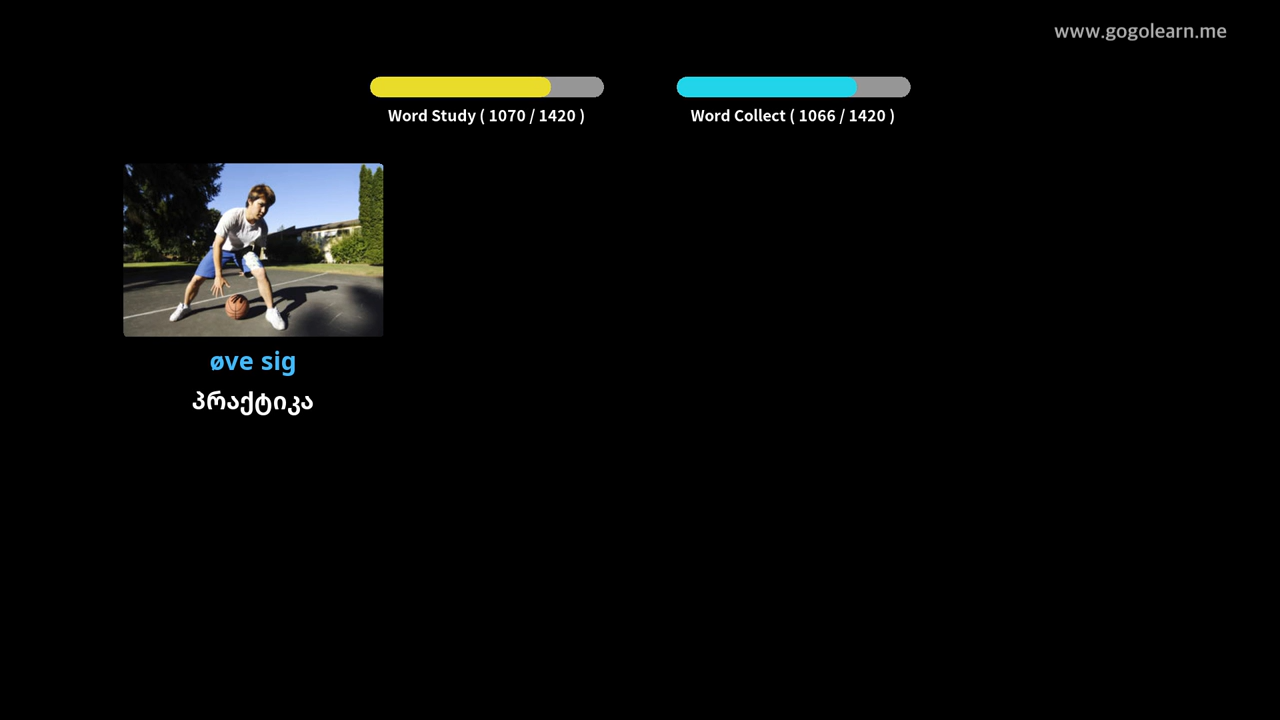 www.gogolearn.me
Word Study ( 1070 / 1420 )
Word Collect ( 1066 / 1420 )
øve sig
პრაქტიკა